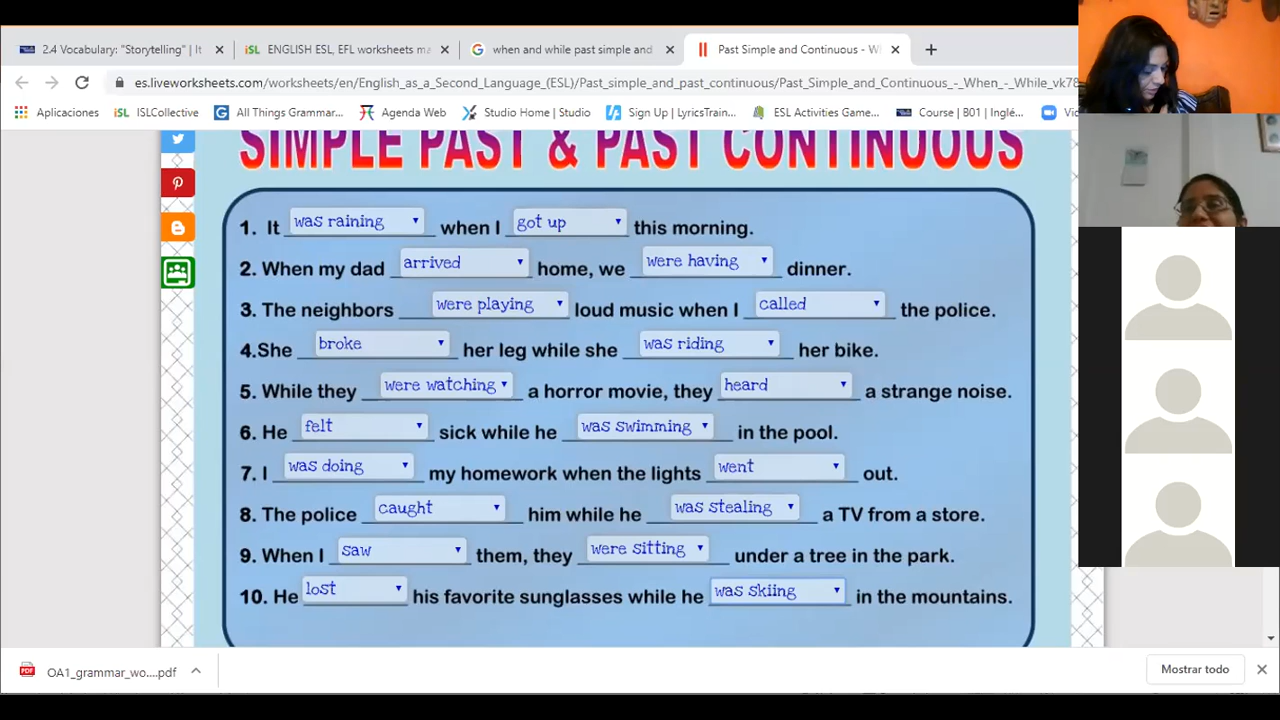 2.4 Vocabulary: "Storytelling" | It
ENGLISH ESL, EFL worksheets ma
when and while past simple and
Past Simple and Continuous - W
es.liveworksheets.com/worksheets/en/English_as_a_Second_Language_(ESL)/Past_simple_and_past_continuous/Past_Simple_and_Continuous_-_When_-_While_vk78
Aplicaciones
iSL ISLCollective
All Things Grammar...
Agenda Web
Studio Home | Studio
Sign Up | LyricsTrain...
ESL Activities Game...
Course | 801 | Inglé...
SIMPLE PAST & PAST CONTINUOUS
1. It was raining when I got up this morning.
2. When my dad arrived home, we were having dinner.
3. The neighbors were playing loud music when I called the police.
4.She broke her leg while she was riding her bike.
5. While they were watching a horror movie, they heard a strange noise.
6. He felt sick while he was swimming in the pool.
7. I was doing my homework when the lights went out.
8. The police caught him while he was stealing a TV from a store.
9. When I saw them, they were sitting under a tree in the park.
10. He lost his favorite sunglasses while he was skiing in the mountains.
OA1_grammar_wo....pdf
Mostrar todo